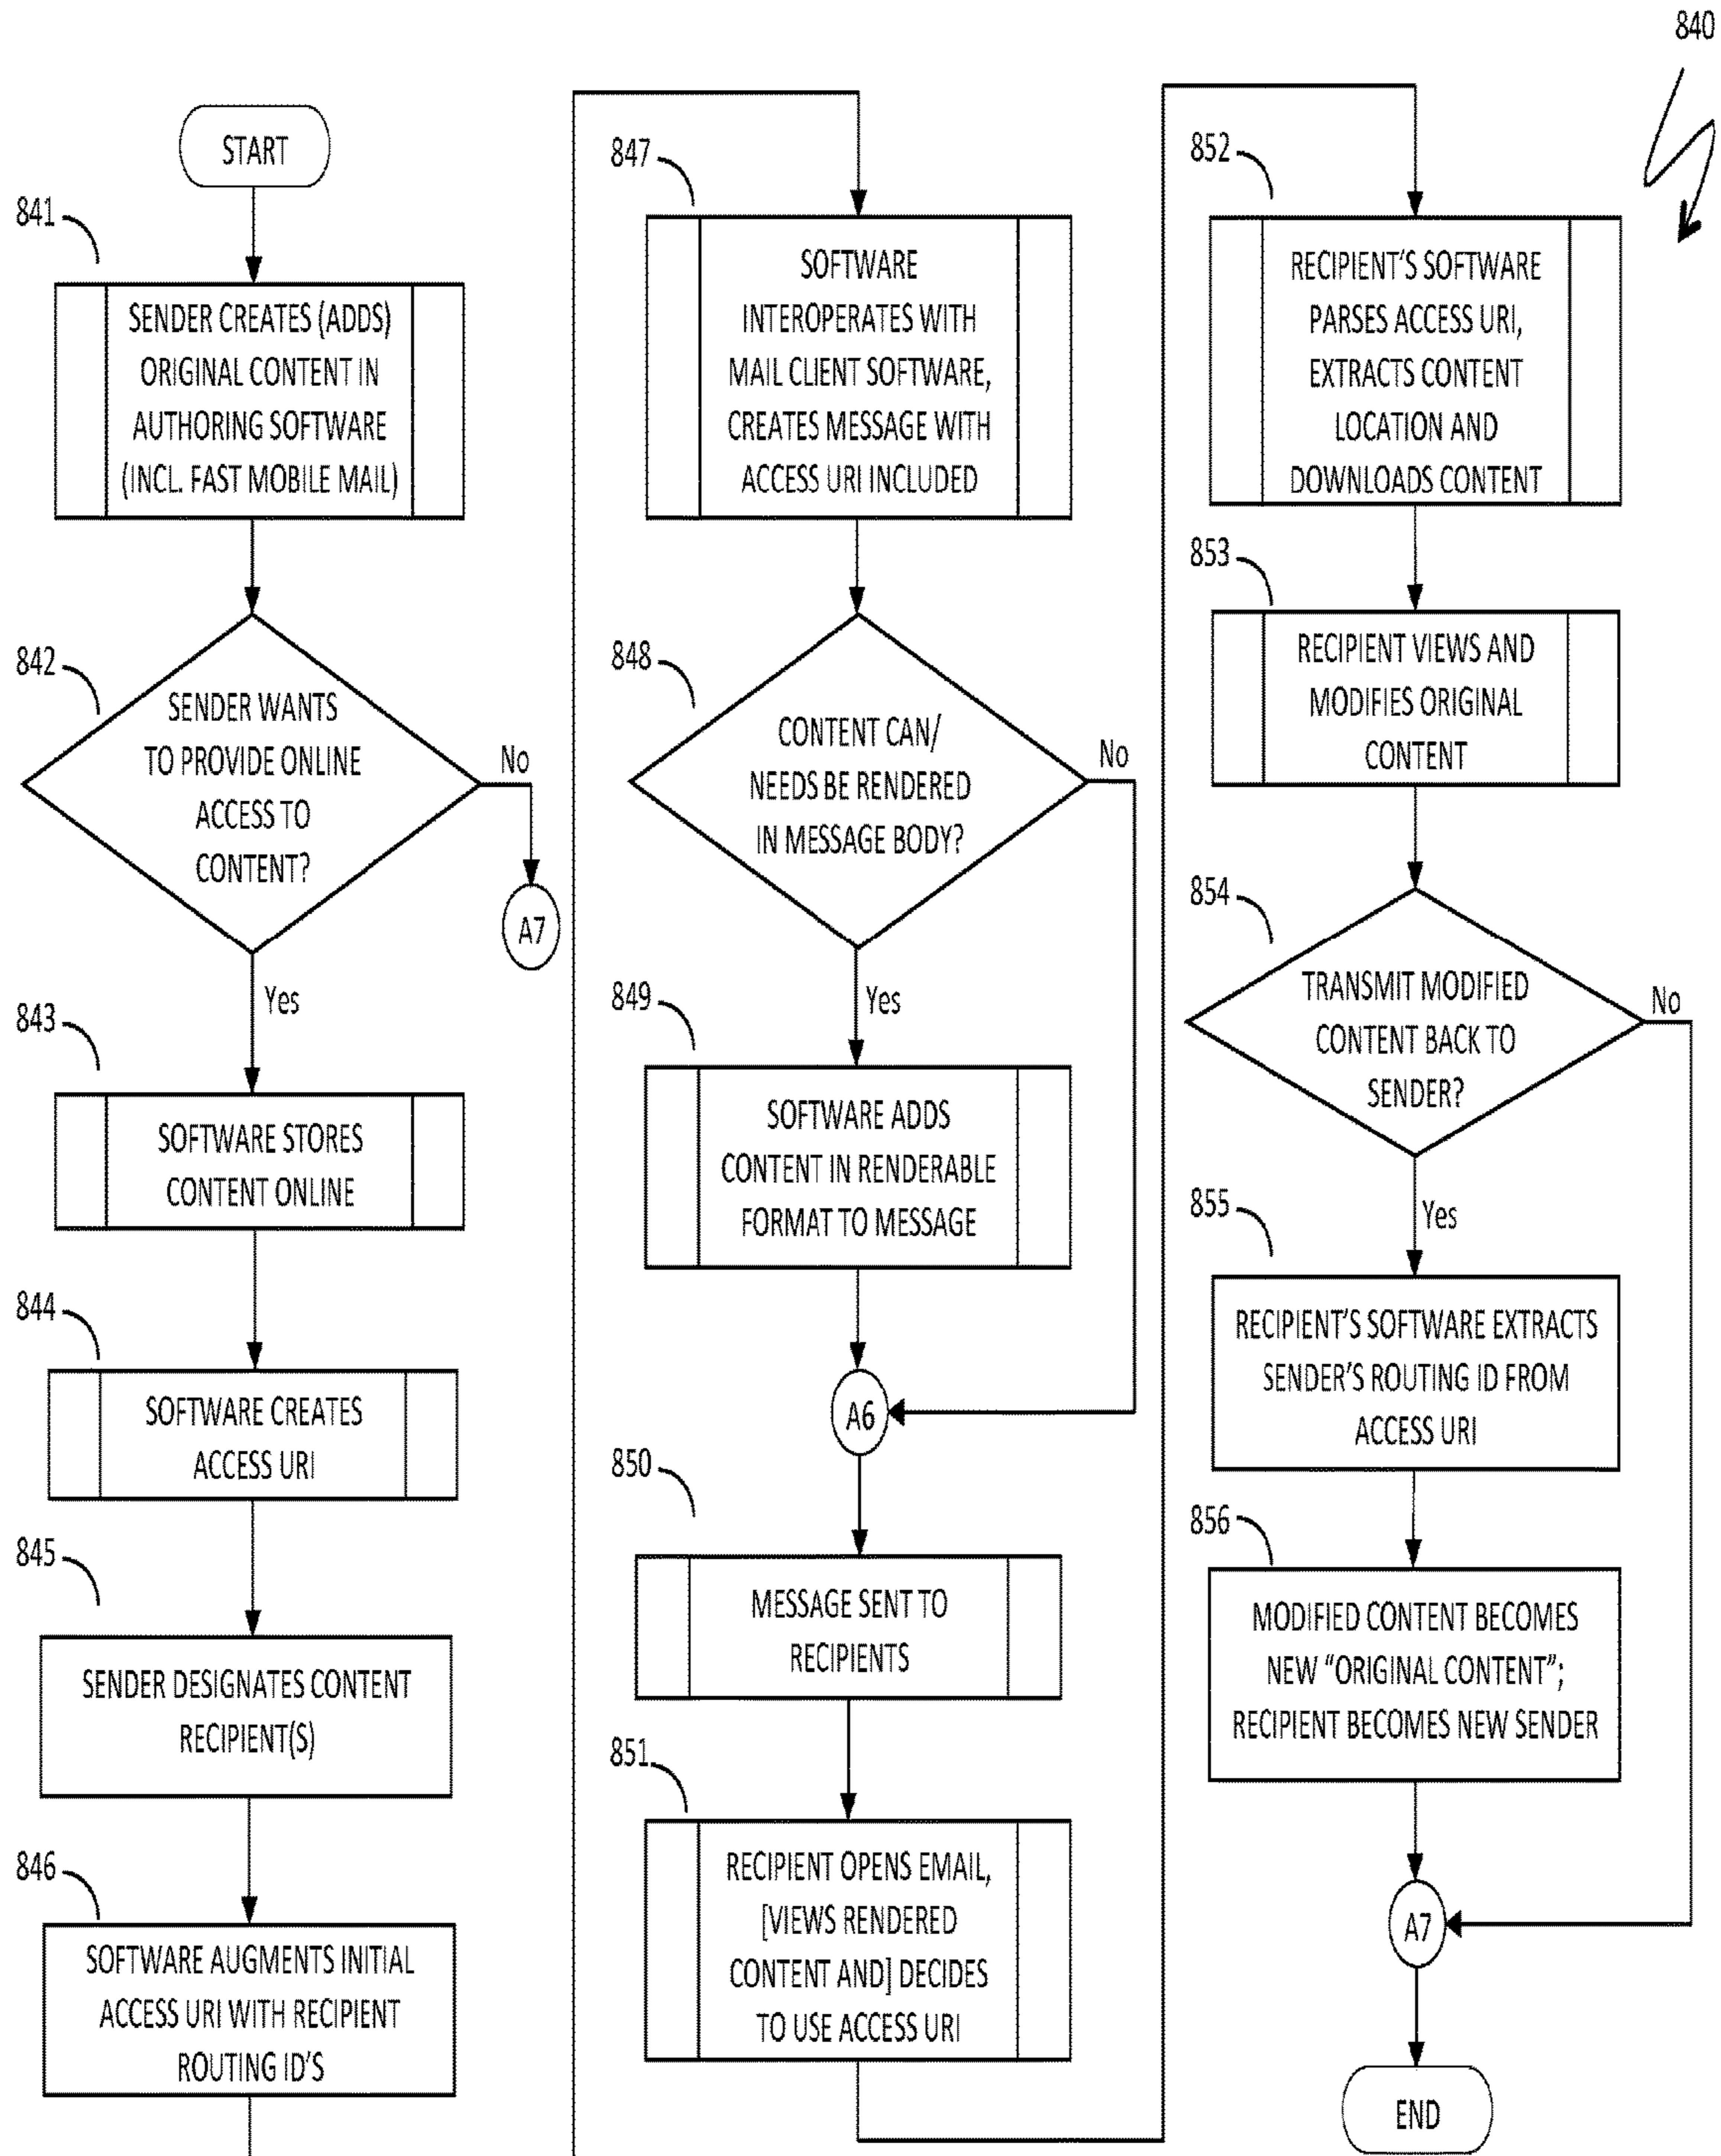 840
START
841
SENDER CREATES (ADDS)
ORIGINAL CONTENT IN
AUTHORING SOFTWARE
(INCL. FAST MOBILE MAIL)
842
SENDER WANTS
TO PROVIDE ONLINE
ACCESS TO
CONTENT?
No
A7
Yes
843
SOFTWARE STORES
CONTENT ONLINE
844
SOFTWARE CREATES
ACCESS URI
845
SENDER DESIGNATES CONTENT
RECIPIENT(S)
846
SOFTWARE AUGMENTS INITIAL
ACCESS URI WITH RECIPIENT
ROUTING ID'S
847
SOFTWARE
INTEROPERATES WITH
MAIL CLIENT SOFTWARE,
CREATES MESSAGE WITH
ACCESS URI INCLUDED
848
CONTENT CAN/
NEEDS BE RENDERED
IN MESSAGE BODY?
No
Yes
849
SOFTWARE ADDS
CONTENT IN RENDERABLE
FORMAT TO MESSAGE
A6
850
MESSAGE SENT TO
RECIPIENTS
851
RECIPIENT OPENS EMAIL,
[VIEWS RENDERED
CONTENT AND] DECIDES
TO USE ACCESS URI
852
RECIPIENT'S SOFTWARE
PARSES ACCESS URI,
EXTRACTS CONTENT
LOCATION AND
DOWNLOADS CONTENT
853
RECIPIENT VIEWS AND
MODIFIES ORIGINAL
CONTENT
854
TRANSMIT MODIFIED
CONTENT BACK TO
SENDER?
No
Yes
855
RECIPIENT'S SOFTWARE EXTRACTS
SENDER'S ROUTING ID FROM
ACCESS URI
856
MODIFIED CONTENT BECOMES
NEW “ORIGINAL CONTENT”;
RECIPIENT BECOMES NEW SENDER
A7
END